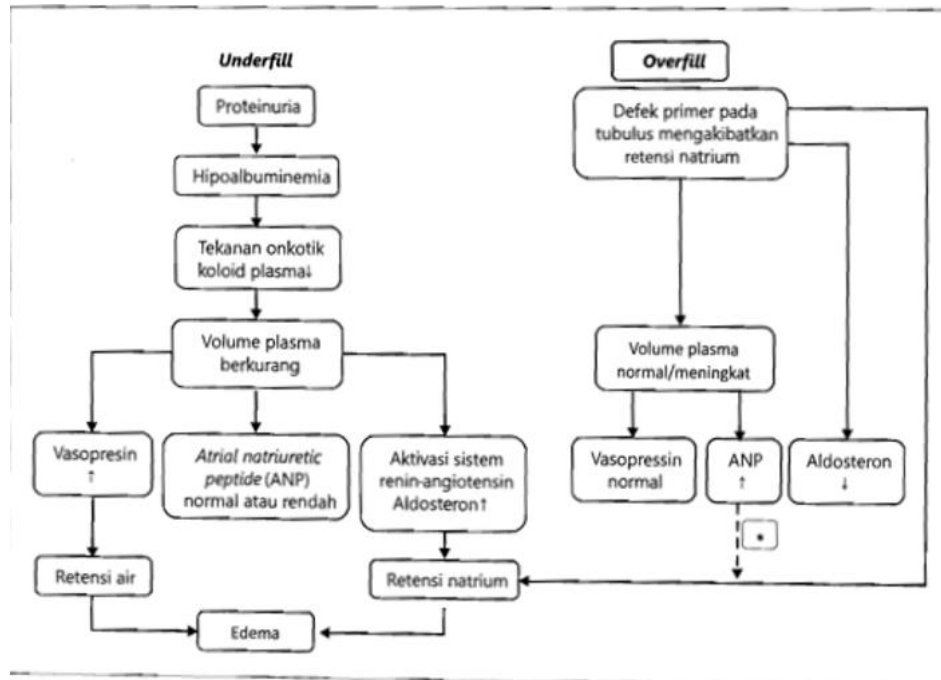 Underfill
Proteinuria
Hipoalbuminemia
Tekanan onkotik
koloid plasma↓
Volume plasma
berkurang
Vasopresin
↑
Atrial natriuretic
peptide (ANP)
normal atau rendah
Aktivasi sistem
renin-angiotensin
Aldosteron↑
Retensi air
Retensi natrium
Edema
Overfill
Defek primer pada
tubulus mengakibatkan
retensi natrium
Volume plasma
normal/meningkat
Vasopressin
normal
ANP
↑
Aldosteron
↓
*